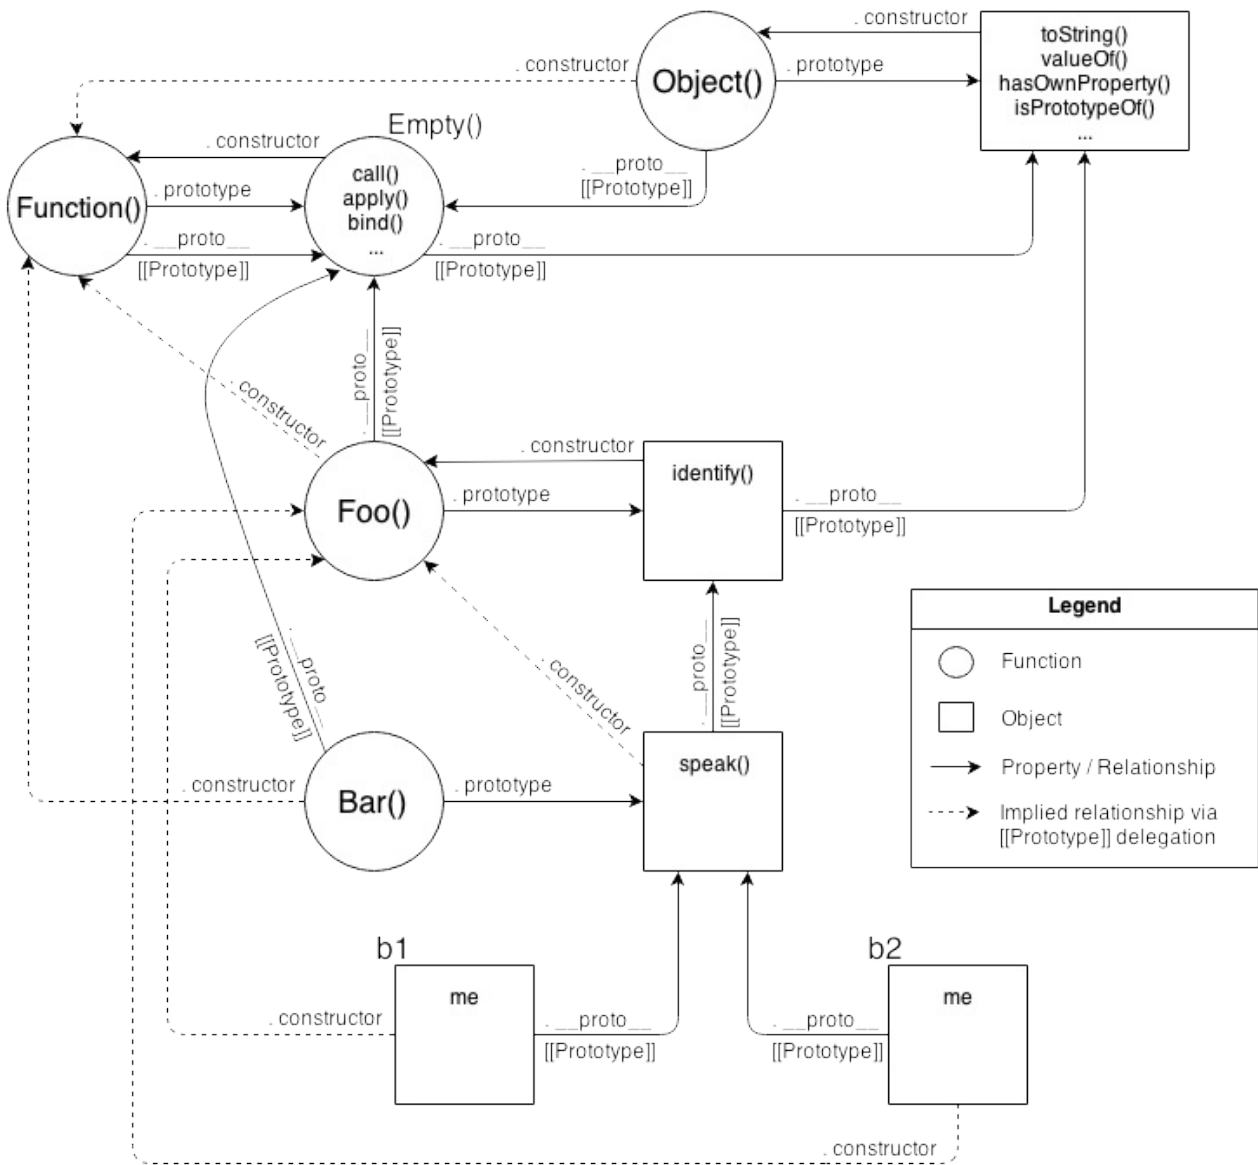 . constructor
toString()
valueOf()
hasOwnProperty()
isPrototypeOf()
...
. constructor
Object()
. prototype
Empty()
. constructor
call()
apply()
bind()
...
. __proto__
[[Prototype]]
Function()
. prototype
. __proto__
[[Prototype]]
. __proto__
[[Prototype]]
. __proto__
[[Prototype]]
. constructor
. constructor
identify()
Foo()
. prototype
. __proto__
[[Prototype]]
Legend
Function
Object
Property / Relationship
Implied relationship via
[[Prototype]] delegation
. __proto__
[[Prototype]]
. constructor
. __proto__
[[Prototype]]
speak()
. constructor
Bar()
. prototype
b1
me
. constructor
. __proto__
[[Prototype]]
b2
me
. __proto__
[[Prototype]]
. constructor